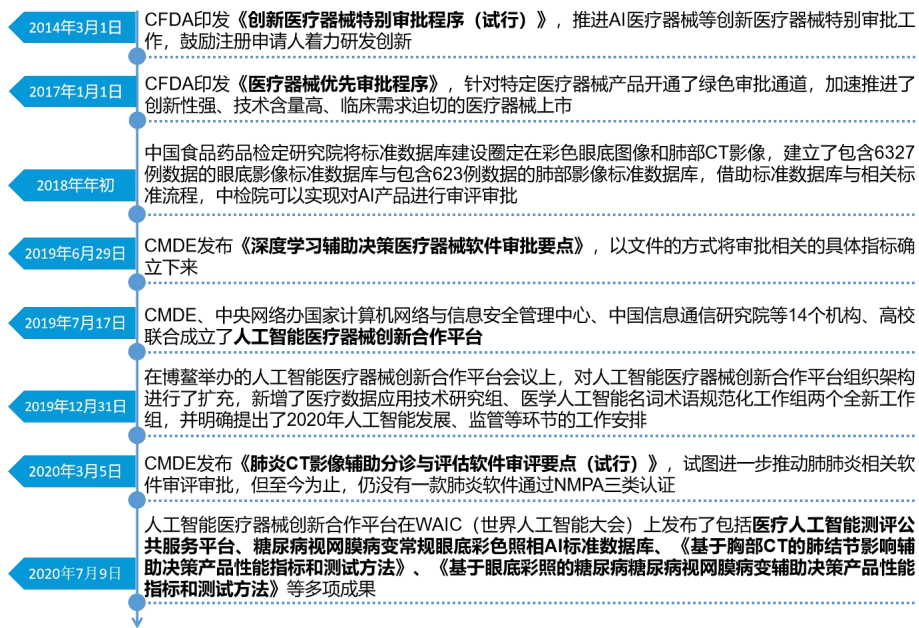 2014年3月1日
CFDA印发《创新医疗器械特别审批程序（试行）》，推进AI医疗器械等创新医疗器械特别审批工
作，鼓励注册申请人着力研发创新
2017年1月1日
CFDA印发《医疗器械优先审批程序》，针对特定医疗器械产品开通了绿色审批通道，加速推进了
创新性强、技术含量高、临床需求迫切的医疗器械上市
2018年年初
中国食品药品检定研究院将标准数据库建设圈定在彩色眼底图像和肺部CT影像，建立了包含6327
例数据的眼底影像标准数据库与包含623例数据的肺部影像标准数据库，借助标准数据库与相关标
准流程，中检院可以实现对AI产品进行审评审批
2019年6月29日
CMDE发布《深度学习辅助决策医疗器械软件审批要点》，以文件的方式将审批相关的具体指标确
立下来
2019年7月17日
CMDE、中央网络办国家计算机网络与信息安全管理中心、中国信息通信研究院等14个机构、高校
联合成立了人工智能医疗器械创新合作平台
2019年12月31日
在博鳌举办的人工智能医疗器械创新合作平台会议上，对人工智能医疗器械创新合作平台组织架构
进行了扩充，新增了医疗数据应用技术研究组、医学人工智能名词术语规范化工作组两个全新工作
组，并明确提出了2020年人工智能发展、监管等环节的工作安排
2020年3月5日
CMDE发布《肺炎CT影像辅助分诊与评估软件审评要点（试行）》，试图进一步推动肺肺炎相关软
件审评审批，但至今为止，仍没有一款肺炎软件通过NMPA三类认证
2020年7月9日
人工智能医疗器械创新合作平台在WAIC（世界人工智能大会）上发布了包括医疗人工智能测评公
共服务平台、糖尿病视网膜病变常规眼底彩色照相AI标准数据库、《基于胸部CT的肺结节影响辅
助决策产品性能指标和测试方法》、《基于眼底彩照的糖尿病糖尿病视网膜病变辅助决策产品性能
指标和测试方法》等多项成果